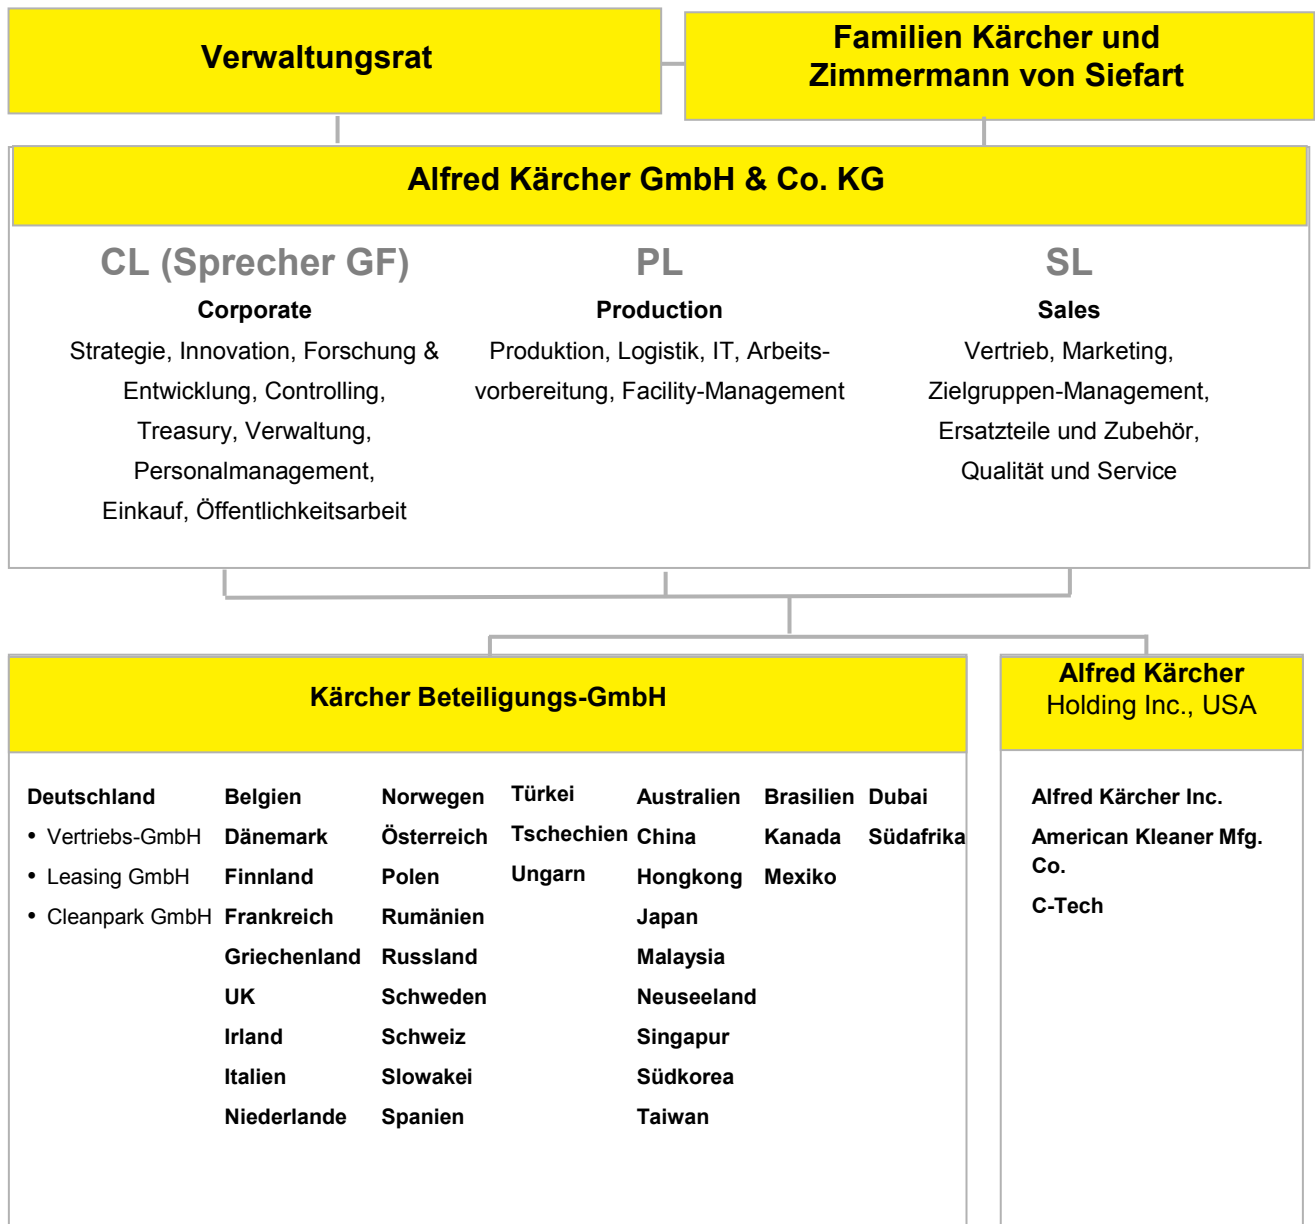 Verwaltungsrat
Familien Kärcher und
Zimmermann von Siefart
Alfred Kärcher GmbH & Co. KG
CL (Sprecher GF)
Corporate
Strategie, Innovation, Forschung &
Entwicklung, Controlling,
Treasury, Verwaltung,
Personalmanagement,
Einkauf, Öffentlichkeitsarbeit
PL
Production
Produktion, Logistik, IT, Arbeits-
vorbereitung, Facility-Management
SL
Sales
Vertrieb, Marketing,
Zielgruppen-Management,
Ersatzteile und Zubehör,
Qualität und Service
Kärcher Beteiligungs-GmbH
Deutschland
• Vertriebs-GmbH
• Leasing GmbH
• Cleanpark GmbH
Belgien
Dänemark
Finnland
Frankreich
Griechenland
UK
Irland
Italien
Niederlande
Norwegen
Österreich
Polen
Rumänien
Russland
Schweden
Schweiz
Slowakei
Spanien
Türkei
Tschechien
Ungarn
Australien
China
Hongkong
Japan
Malaysia
Neuseeland
Singapur
Südkorea
Taiwan
Brasilien
Kanada
Mexiko
Dubai
Südafrika
Alfred Kärcher
Holding Inc., USA
Alfred Kärcher Inc.
American Kleaner Mfg.
Co.
C-Tech